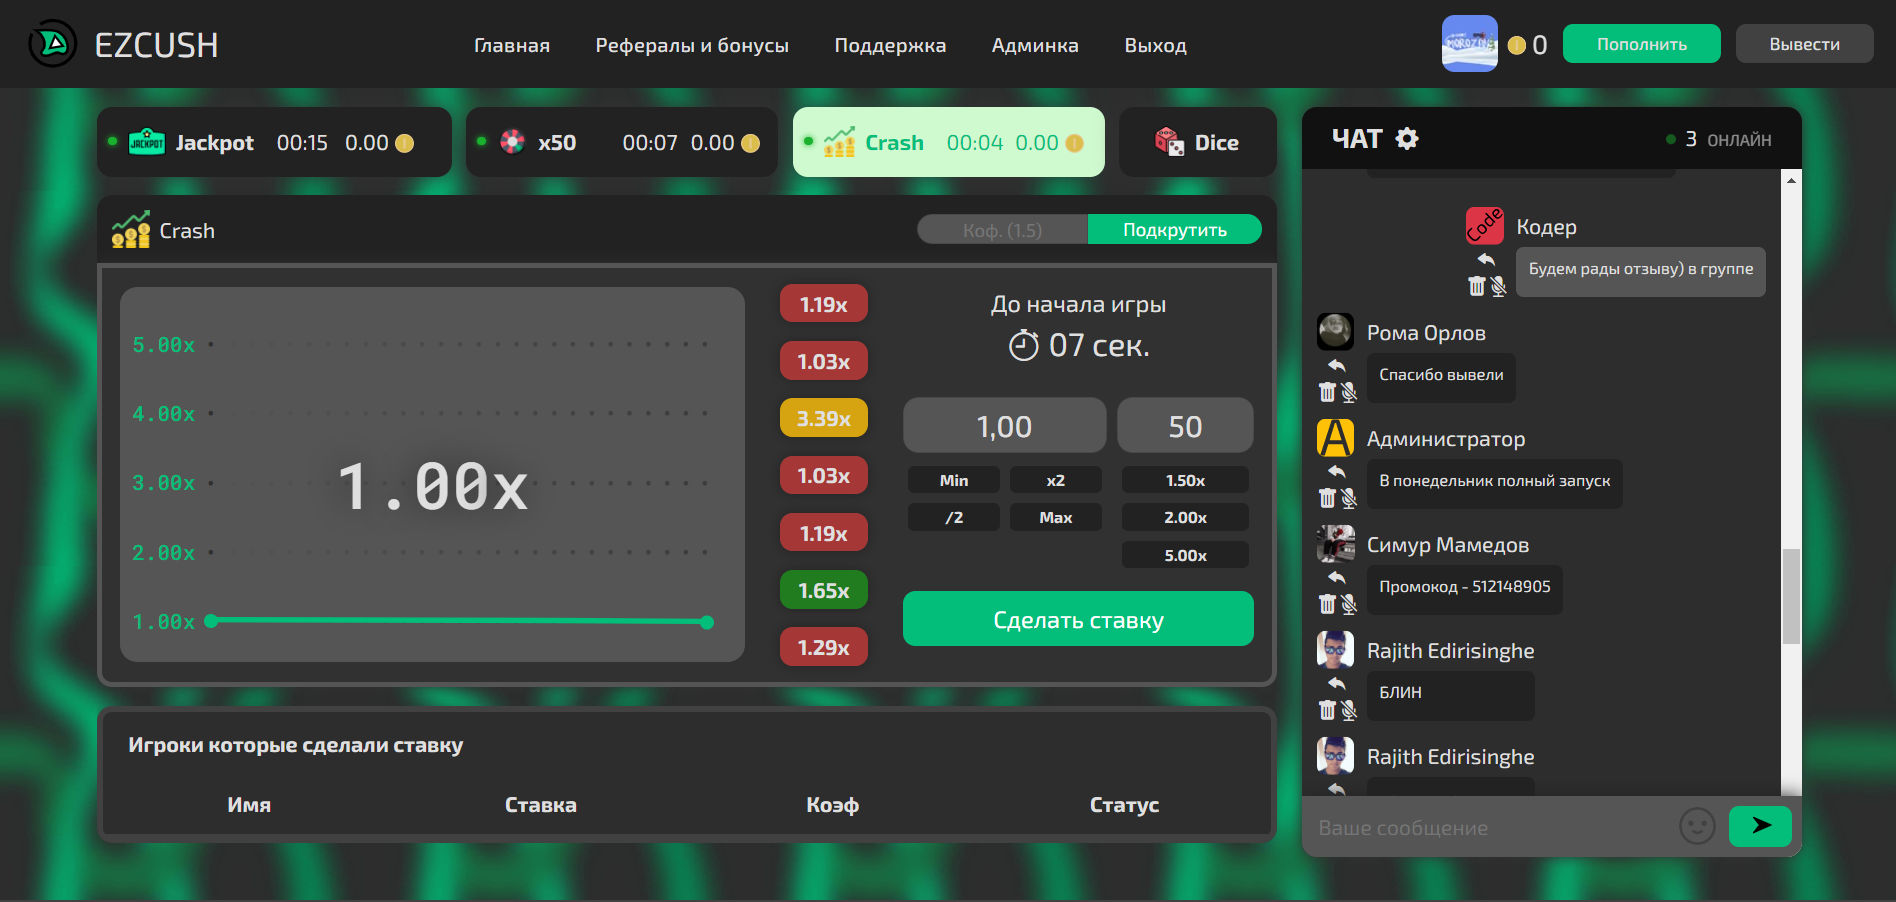 EZCUSH
Главная
Рефералы и бонусы
Поддержка
Админка
Выход
0
Пополнить
Вывести
JACKPOT
Jackpot 00:15 0.00
x50 00:07 0.00
Crash 00:04 0.00
Dice
Crash
Коф. (1.5)
Подкрутить
5.00x
4.00x
3.00x
2.00x
1.00x
1.00x
1.19x
1.03x
3.39x
1.03x
1.19x
1.65x
1.29x
До начала игры
07 сек.
1,00
50
Min
x2
1.50x
/2
Max
2.00x
5.00x
Сделать ставку
Игроки которые сделали ставку
Имя
Ставка
Коэф
Статус
ЧАТ
3 ОНЛАЙН
Code
Кодер
Будем рады отзыву) в группе
Рома Орлов
Спасибо вывели
A
Администратор
В понедельник полный запуск
Симур Мамедов
Промокод - 512148905
Rajith Edirisinghe
БЛИН
Rajith Edirisinghe
Ваше сообщение